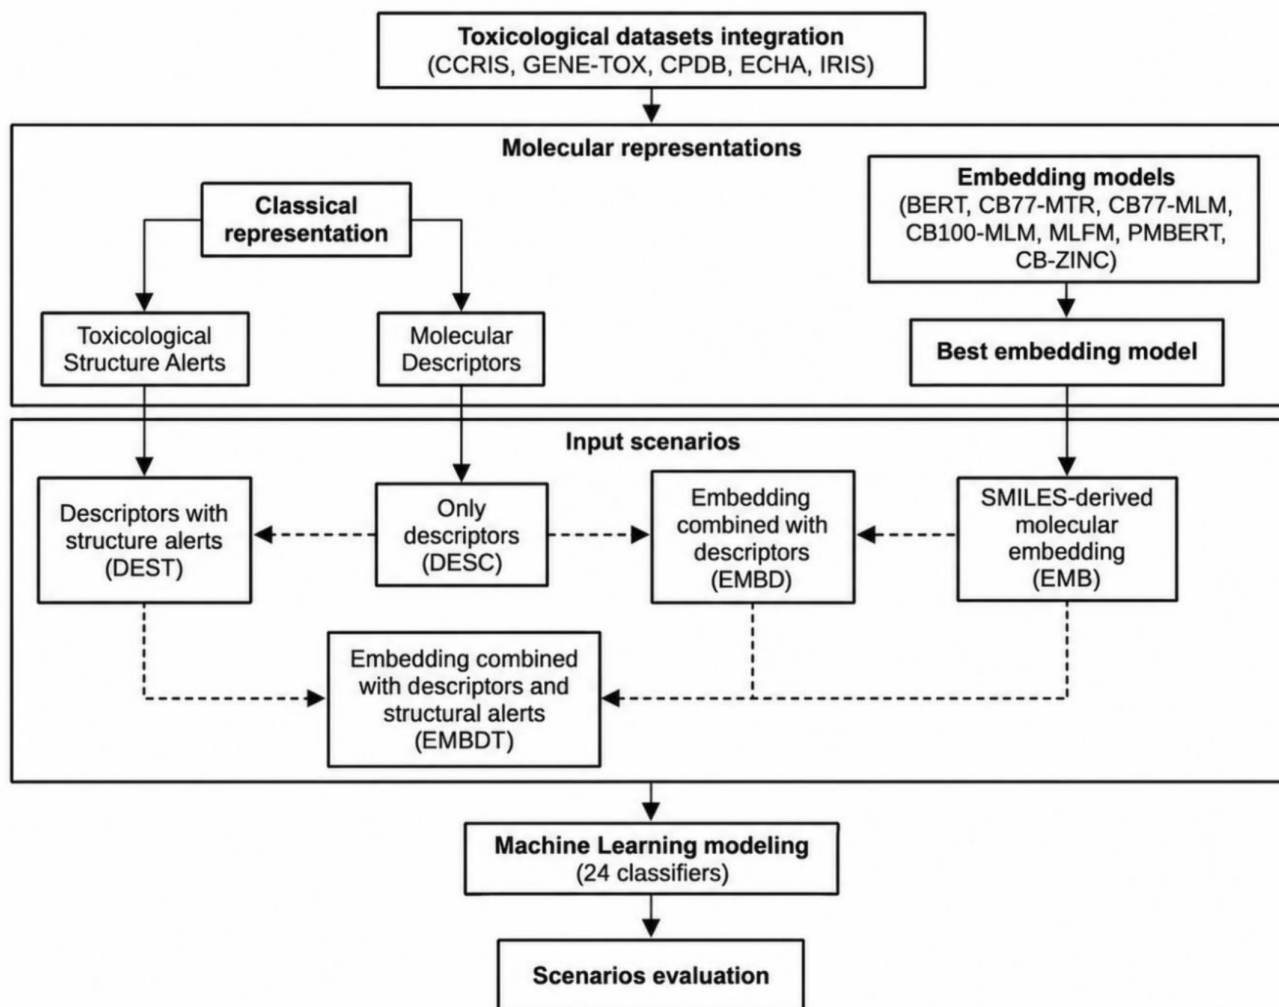 Toxicological datasets integration
(CCRIS, GENE-TOX, CPDB, ECHA, IRIS)
Molecular representations
Classical
representation
Embedding models
(BERT, CB77-MTR, CB77-MLM,
CB100-MLM, MLFM, PMBERT,
CB-ZINC)
Toxicological
Structure Alerts
Molecular
Descriptors
Best embedding model
Input scenarios
Descriptors with
structure alerts
(DEST)
Only
descriptors
(DESC)
Embedding
combined with
descriptors
(EMBD)
SMILES-derived
molecular
embedding
(EMB)
Embedding combined
with descriptors and
structural alerts
(EMBDT)
Machine Learning modeling
(24 classifiers)
Scenarios evaluation